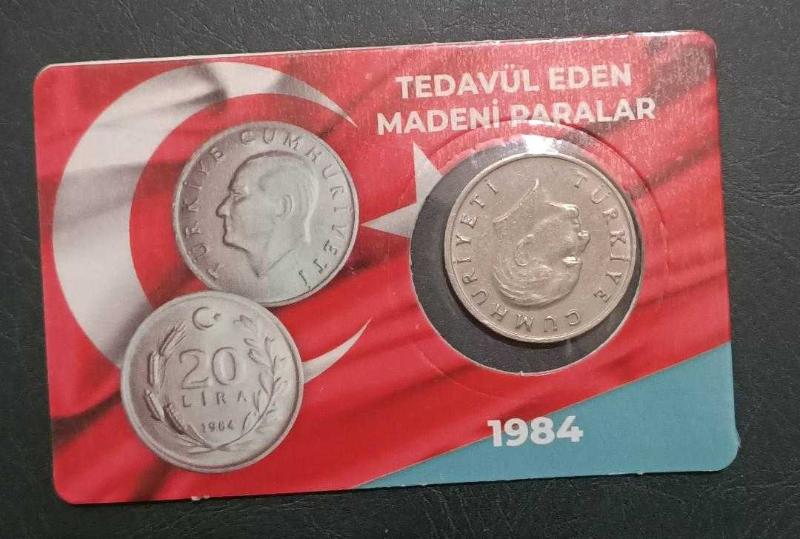 TEDAVÜL EDEN
MADENİ PARALAR
TÜRKİYE CUMHURİYETİ
TÜRKİYE CUMHURİYETİ
20
LİRA
1984
1984